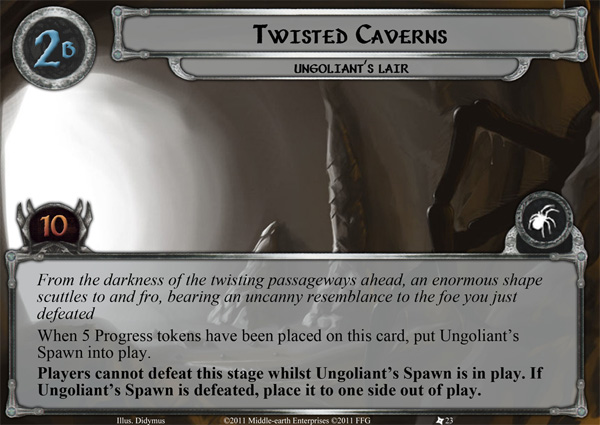 2B
TWISTED CAVERNS
UNGOLIANT'S LAIR
10
From the darkness of the twisting passageways ahead, an enormous shape
scuttles to and fro, bearing an uncanny resemblance to the foe you just
defeated
When 5 Progress tokens have been placed on this card, put Ungoliant's
Spawn into play.
Players cannot defeat this stage whilst Ungoliant's Spawn is in play. If
Ungoliant's Spawn is defeated, place it to one side out of play.
Illus. Didymus ©2011 Middle-earth Enterprises ©2011 FFG 23